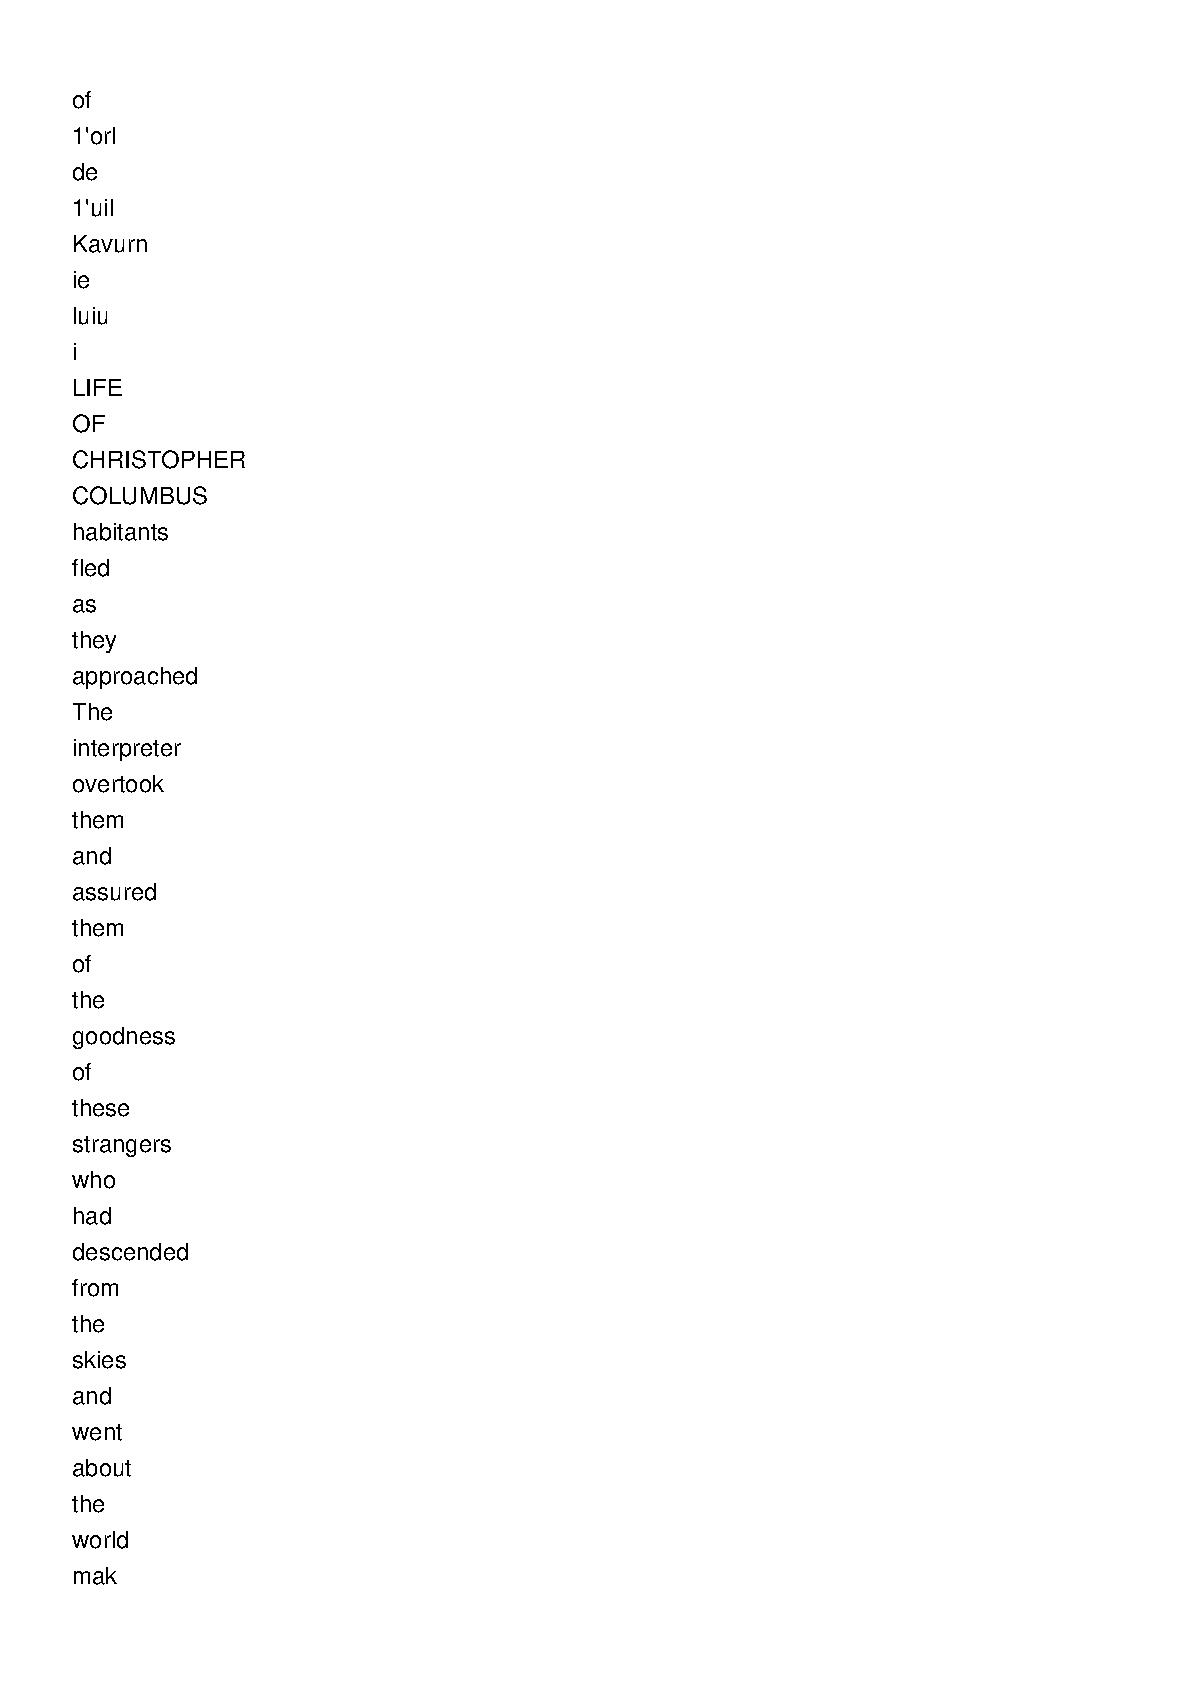 of
1'orl
de
1'uil
Kavurn
ie
luiu
i
LIFE
OF
CHRISTOPHER
COLUMBUS
habitants
fled
as
they
approached
The
interpreter
overtook
them
and
assured
them
of
the
goodness
of
these
strangers
who
had
descended
from
the
skies
and
went
about
the
world
mak